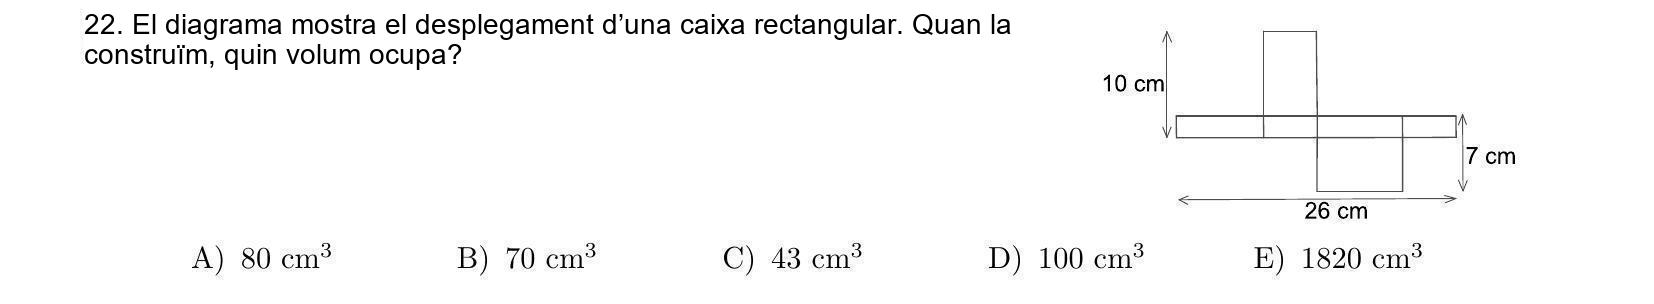 22. El diagrama mostra el desplegament d’una caixa rectangular. Quan la
construïm, quin volum ocupa?
10 cm
7 cm
26 cm
A) 80 cm³ B) 70 cm³ C) 43 cm³ D) 100 cm³ E) 1820 cm³